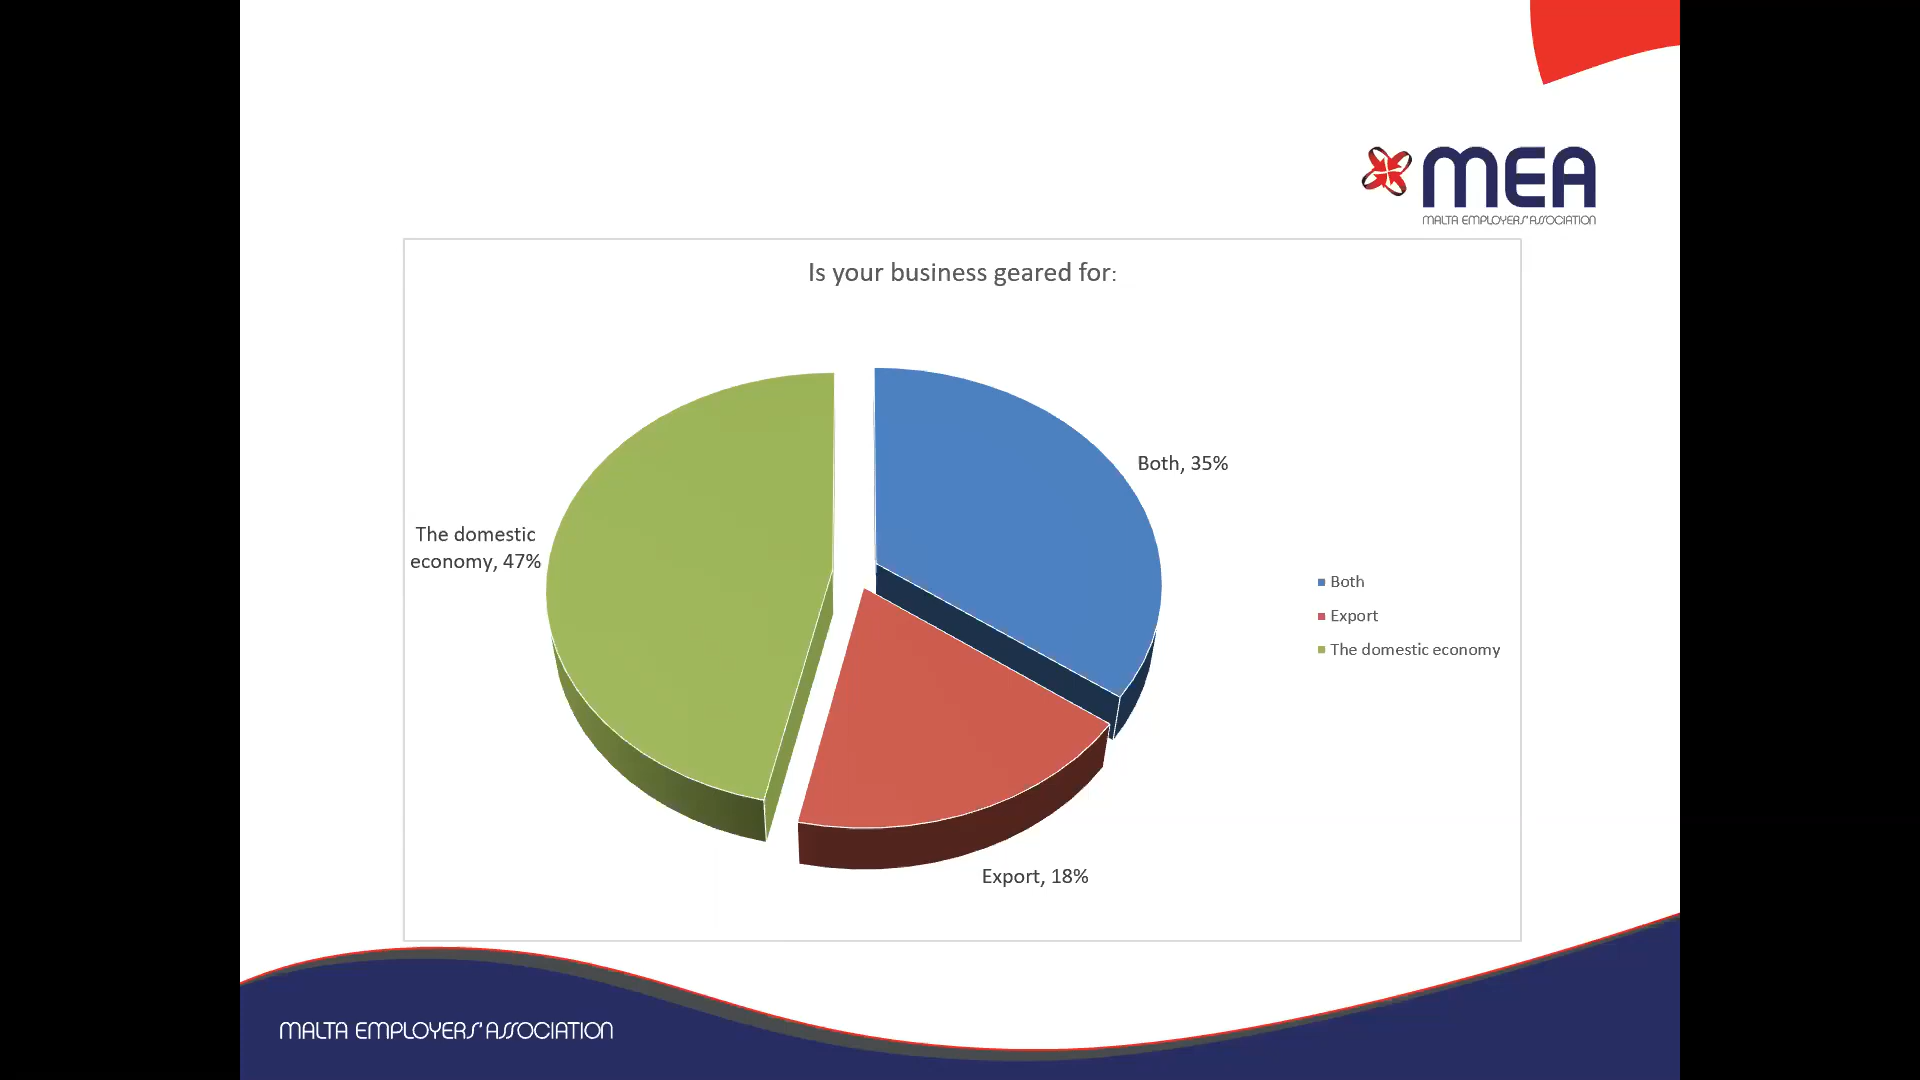 MEA
MALTA EMPLOYERS' ASSOCIATION
Is your business geared for:
Both, 35%
The domestic
economy, 47%
Both
Export
The domestic economy
Export, 18%
MALTA EMPLOYERS' ASSOCIATION